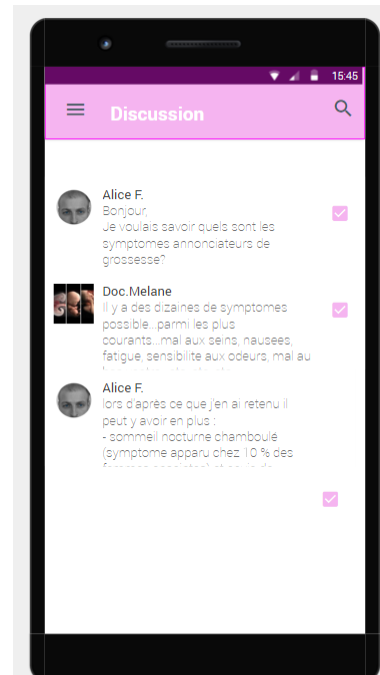 15:45
Discussion
Alice F.
Bonjour,
Je voulais savoir quels sont les
symptomes annonciateurs de
grossesse?
Doc.Melane
Il y a des dizaines de symptomes
possible...parmi les plus
courants...mal aux seins, nausees,
fatigue, sensibilite aux odeurs, mal au
Alice F.
lors d'après ce que j'en ai retenu il
peut y avoir en plus :
- sommeil nocturne chamboulé
(symptome apparu chez 10 % des